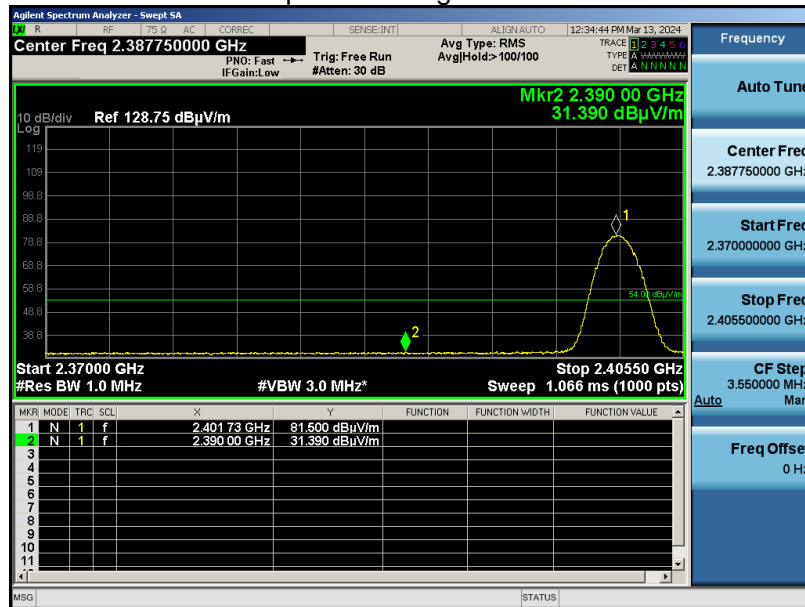 Agilent Spectrum Analyzer - Swept SA
LXI R RF 75 Ω AC CORREC SENSE:INT ALIGN AUTO 12:34:44 PM Mar 13, 2024
Center Freq 2.387750000 GHz
PNO: Fast
IFGain:Low
Trig: Free Run
#Atten: 30 dB
Avg Type: RMS
Avg|Hold:>100/100
TRACE 1 2 3 4 5 6
TYPE A WWWWW
DET A N N N N N
Mkr2 2.390 00 GHz
31.390 dBµV/m
10 dB/div Ref 128.75 dBµV/m
Log
119
109
98.8
88.8
78.8
68.8
58.8
48.8
38.8
1
54.00 dBµV/m
2
Start 2.37000 GHz Stop 2.40550 GHz
#Res BW 1.0 MHz #VBW 3.0 MHz* Sweep 1.066 ms (1000 pts)
MKR MODE TRC SCL X Y FUNCTION FUNCTION WIDTH FUNCTION VALUE
1 N 1 f 2.401 73 GHz 81.500 dBµV/m
2 N 1 f 2.390 00 GHz 31.390 dBµV/m
3
4
5
6
7
8
9
10
11
MSG STATUS
Frequency
Auto Tune
Center Freq
2.387750000 GHz
Start Freq
2.370000000 GHz
Stop Freq
2.405500000 GHz
CF Step
3.550000 MHz
Auto Man
Freq Offset
0 Hz